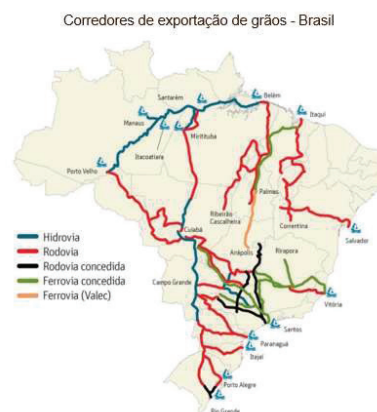 Corredores de exportação de grãos - Brasil
Santarém
Belém
Itaqui
Manaus
Itacoatiara
Miritituba
Porto Velho
Palmas
Ribeirão
Cascalheira
Correntina
Salvador
Cuiabá
Anápolis
Pirapora
Campo Grande
Vitória
Santos
Paranaguá
Itajaí
Porto Alegre
Rio Grande
Hidrovia
Rodovia
Rodovia concedida
Ferrovia concedida
Ferrovia (Valec)